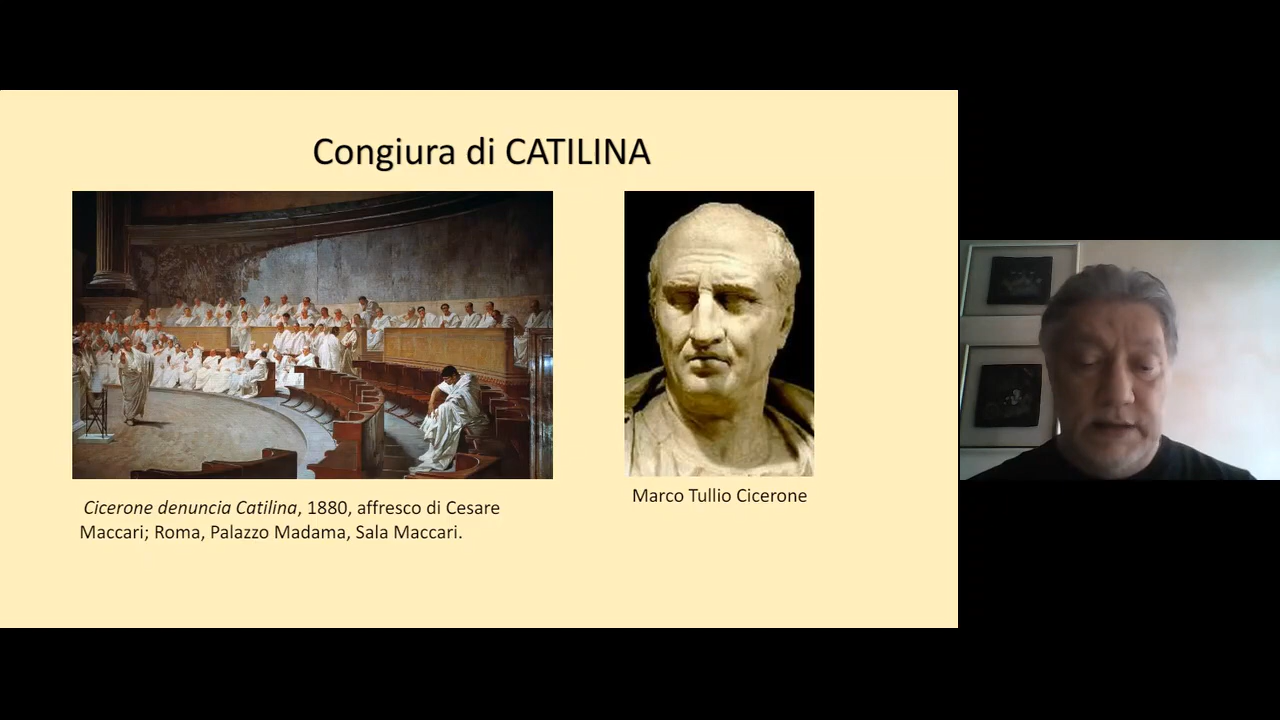 Congiura di CATILINA
Cicerone denuncia Catilina, 1880, affresco di Cesare
Maccari; Roma, Palazzo Madama, Sala Maccari.
Marco Tullio Cicerone